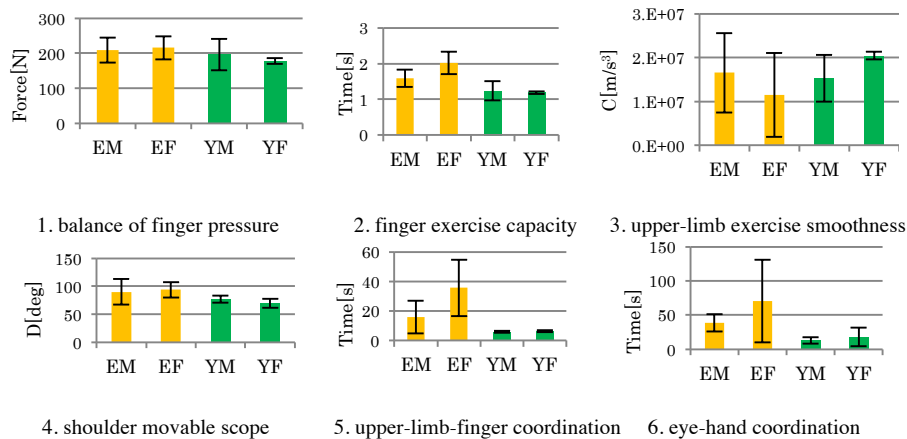 Force[N]
300
200
100
0
EM EF YM YF
1. balance of finger pressure
Time[s]
3
2
1
0
EM EF YM YF
2. finger exercise capacity
C[m/s³]
3.E+07
2.E+07
1.E+07
0.E+00
EM EF YM YF
3. upper-limb exercise smoothness
D[deg]
150
100
50
0
EM EF YM YF
4. shoulder movable scope
Time[s]
60
40
20
0
EM EF YM YF
5. upper-limb-finger coordination
Time[s]
150
100
50
0
EM EF YM YF
6. eye-hand coordination